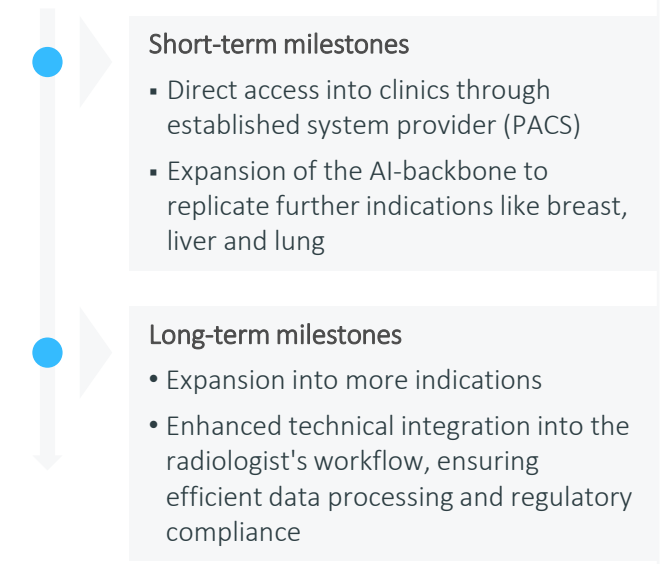 Short-term milestones
▪ Direct access into clinics through
established system provider (PACS)
▪ Expansion of the AI-backbone to
replicate further indications like breast,
liver and lung
Long-term milestones
• Expansion into more indications
• Enhanced technical integration into the
radiologist's workflow, ensuring
efficient data processing and regulatory
compliance